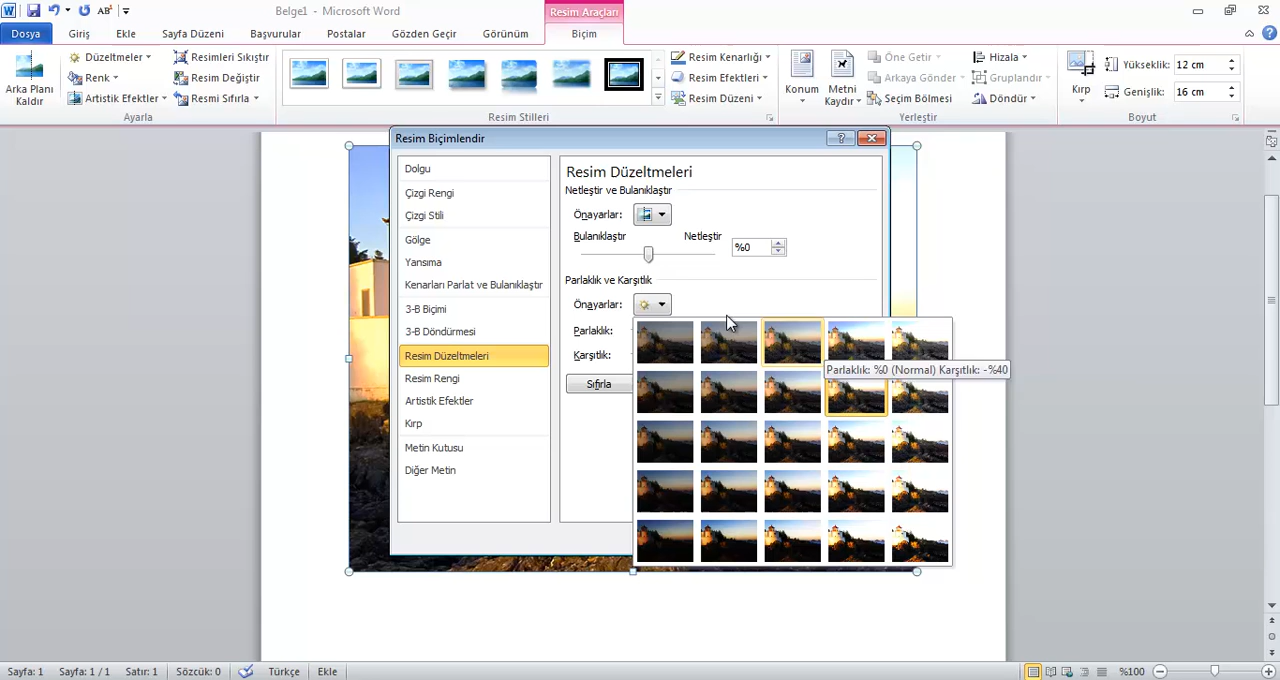 Belge1 - Microsoft Word
Resim Araçları
Dosya
Giriş
Ekle
Sayfa Düzeni
Başvurular
Postalar
Gözden Geçir
Görünüm
Biçim
Arka Planı
Kaldır
Düzeltmeler
Renk
Artistik Efektler
Resimleri Sıkıştır
Resim Değiştir
Resmi Sıfırla
Ayarla
Resim Stilleri
Resim Kenarlığı
Resim Efektleri
Resim Düzeni
Konum
Metni
Kaydır
Öne Getir
Arkaya Gönder
Seçim Bölmesi
Hizala
Gruplandır
Döndür
Yerleştir
Kırp
Yükseklik: 12 cm
Genişlik: 16 cm
Boyut
Resim Biçimlendir
Dolgu
Çizgi Rengi
Çizgi Stili
Gölge
Yansıma
Kenarları Parlat ve Bulanıklaştır
3-B Biçimi
3-B Döndürmesi
Resim Düzeltmeleri
Resim Rengi
Artistik Efektler
Kırp
Metin Kutusu
Diğer Metin
Resim Düzeltmeleri
Netleştir ve Bulanıklaştır
Önayarlar:
Bulanıklaştır
Netleştir
%0
Parlaklık ve Karşıtlık
Önayarlar:
Parlaklık:
Karşıtlık:
Sıfırla
Parlaklık: %0 (Normal) Karşıtlık: -%40
Sayfa: 1
Sayfa: 1 / 1
Satır: 1
Sözcük: 0
Türkçe
Ekle
%100